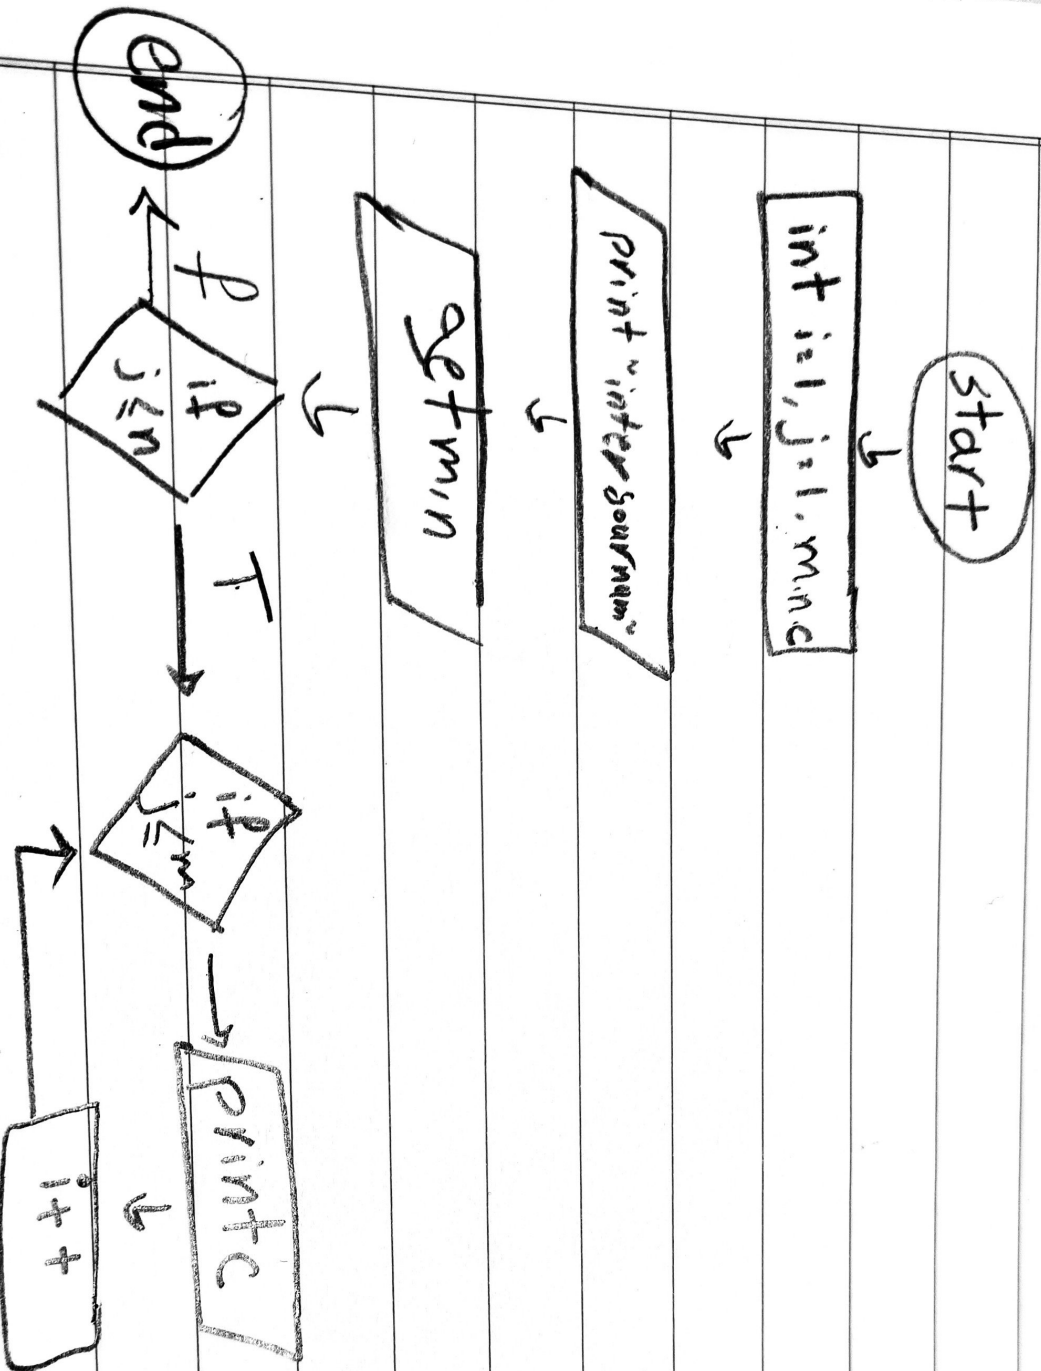 start
int i=1, j=1. m.n.c
print "inter your num"
get m,n
if
j≤n
f
end
T
if
j≤m
print c
i++